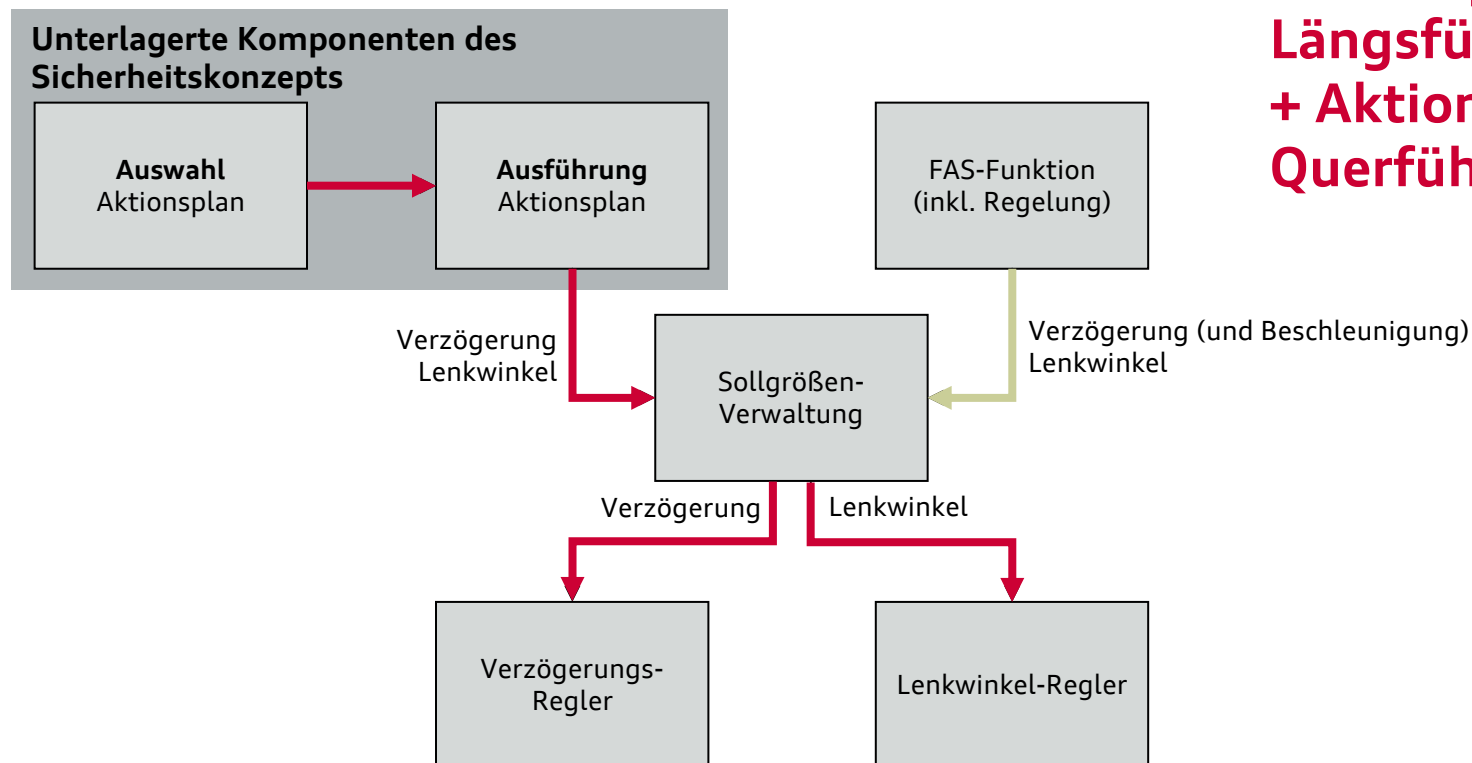 Unterlagerte Komponenten des
Sicherheitskonzepts
Auswahl
Aktionsplan
Ausführung
Aktionsplan
FAS-Funktion
(inkl. Regelung)
+
Verzögerung
Lenkwinkel
Verzögerung (und Beschleunigung)
Lenkwinkel
Sollgrößen-
Verwaltung
Verzögerung
Lenkwinkel
Verzögerungs-
Regler
Lenkwinkel-Regler